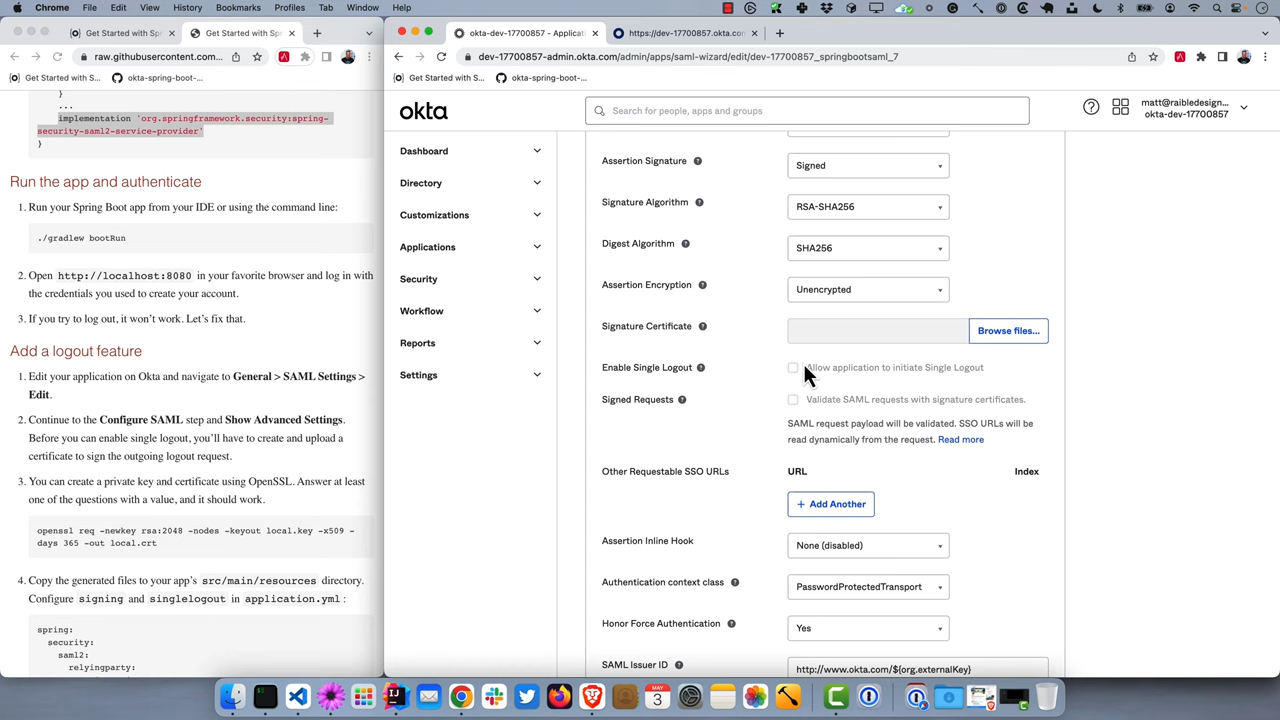 Chrome File Edit View History Bookmarks Profiles Tab Window Help
Get Started with Sp
Get Started with Sp
raw.githubusercontent.com...
Get Started with S...
okta-spring-boot-...
}
...
implementation 'org.springframework.security:spring-
security-saml2-service-provider'
}
Run the app and authenticate
1. Run your Spring Boot app from your IDE or using the command line:
./gradlew bootRun
2. Open http://localhost:8080 in your favorite browser and log in with
the credentials you used to create your account.
3. If you try to log out, it won't work. Let's fix that.
Add a logout feature
1. Edit your application on Okta and navigate to General > SAML Settings >
Edit.
2. Continue to the Configure SAML step and Show Advanced Settings.
Before you can enable single logout, you'll have to create and upload a
certificate to sign the outgoing logout request.
3. You can create a private key and certificate using OpenSSL. Answer at least
one of the questions with a value, and it should work.
openssl req -newkey rsa:2048 -nodes -keyout local.key -x509 -
days 365 -out local.crt
4. Copy the generated files to your app's src/main/resources directory.
Configure signing and singlelogout in application.yml :
spring:
security:
saml2:
relyingparty:
okta-dev-17700857 - Applicati
https://dev-17700857.okta.co
dev-17700857-admin.okta.com/admin/apps/saml-wizard/edit/dev-17700857_springbootsaml_7
Get Started with S...
okta-spring-boot-...
okta
Search for people, apps and groups
matt@raibledesign...
okta-dev-17700857
Dashboard
Directory
Customizations
Applications
Security
Workflow
Reports
Settings
Assertion Signature ? Signed
Signature Algorithm ? RSA-SHA256
Digest Algorithm ? SHA256
Assertion Encryption ? Unencrypted
Signature Certificate ? Browse files...
Enable Single Logout ? Allow application to initiate Single Logout
Signed Requests ? Validate SAML requests with signature certificates.
SAML request payload will be validated. SSO URLs will be
read dynamically from the request. Read more
Other Requestable SSO URLs URL Index
+ Add Another
Assertion Inline Hook None (disabled)
Authentication context class ? PasswordProtectedTransport
Honor Force Authentication ? Yes
SAML Issuer ID ? http://www.okta.com/${org.externalKey}
MAY
3